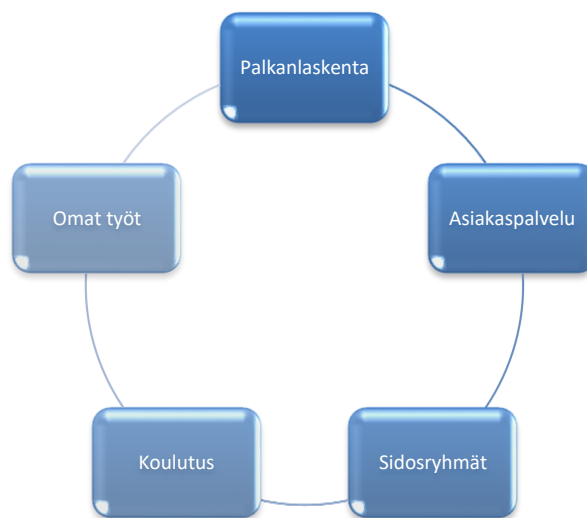 Palkanlaskenta
Asiakaspalvelu
Sidosryhmät
Koulutus
Omat työt